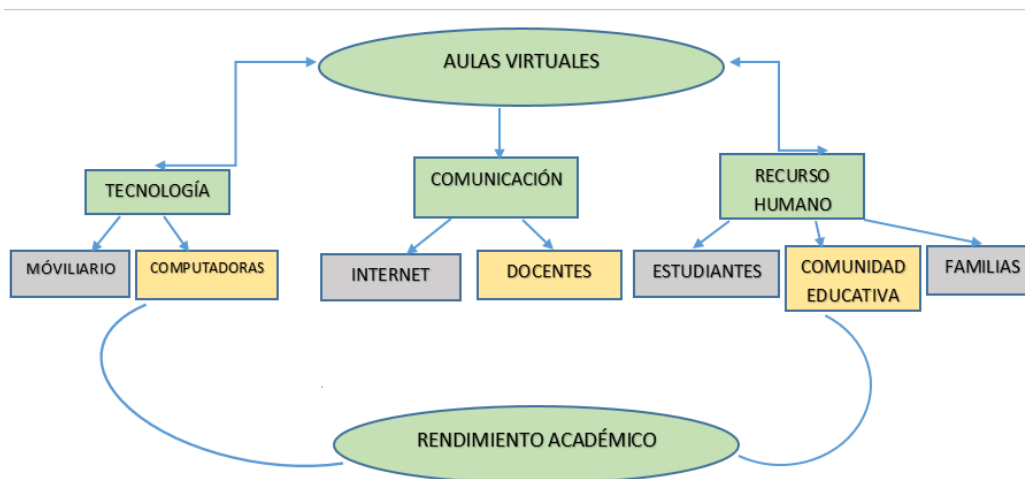 AULAS VIRTUALES
TECNOLOGÍA
COMUNICACIÓN
RECURSO
HUMANO
MÓVILIARIO
COMPUTADORAS
INTERNET
DOCENTES
ESTUDIANTES
COMUNIDAD
EDUCATIVA
FAMILIAS
RENDIMIENTO ACADÉMICO